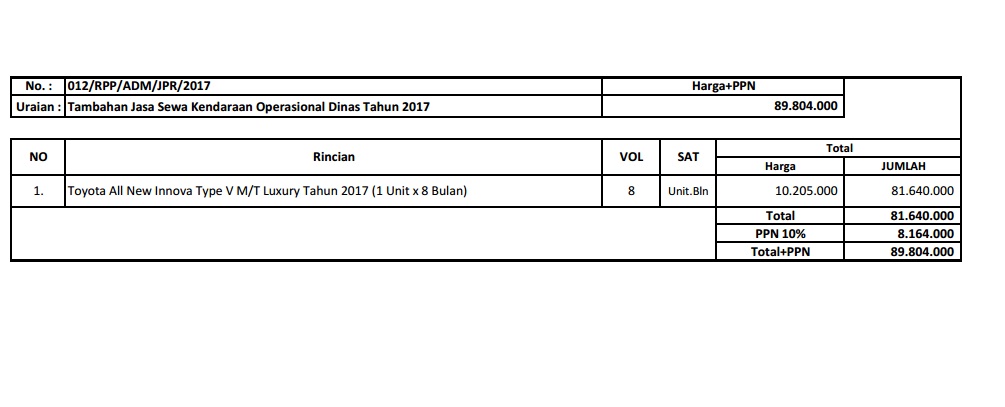 No. : 012/RPP/ADM/JPR/2017 Harga+PPN
Uraian : Tambahan Jasa Sewa Kendaraan Operasional Dinas Tahun 2017 89.804.000
NO Rincian VOL SAT Total
Harga JUMLAH
1. Toyota All New Innova Type V M/T Luxury Tahun 2017 (1 Unit x 8 Bulan) 8 Unit.Bln 10.205.000 81.640.000
Total 81.640.000
PPN 10% 8.164.000
Total+PPN 89.804.000